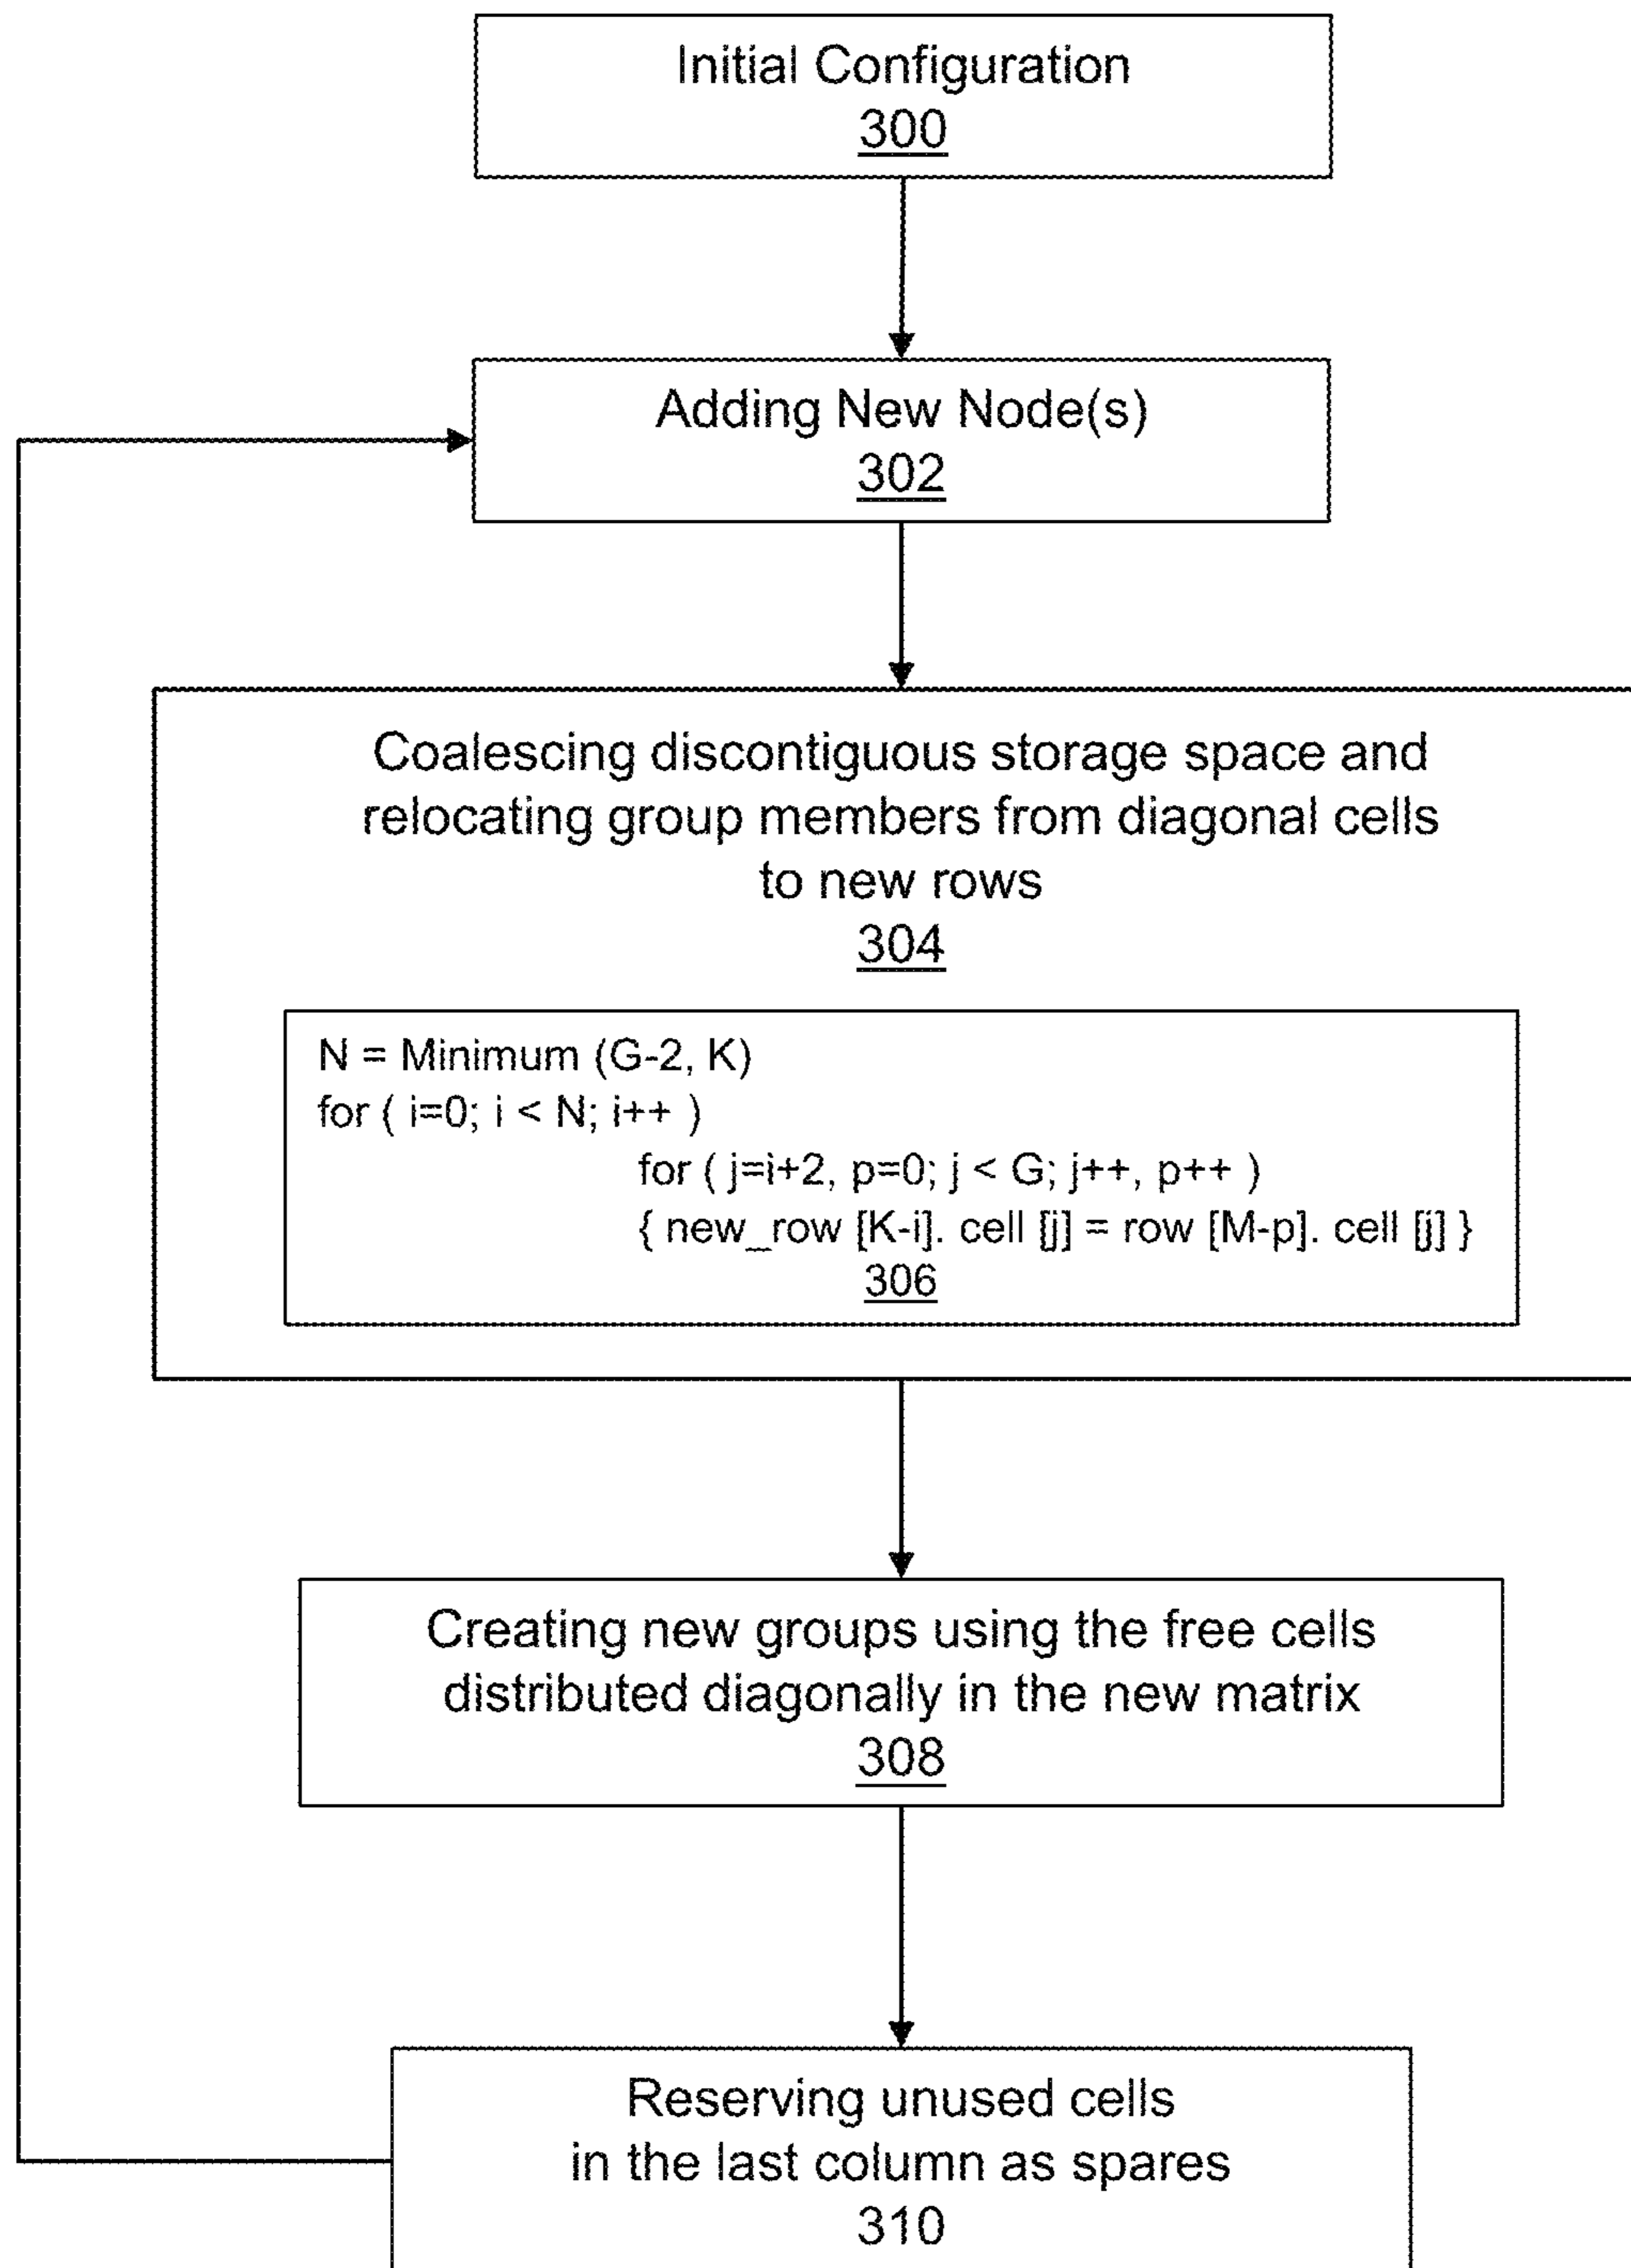 Initial Configuration
300
Adding New Node(s)
302
Coalescing discontiguous storage space and
relocating group members from diagonal cells
to new rows
304
N = Minimum (G-2, K)
for ( i=0; i < N; i++ )
for ( j=i+2, p=0; j < G; j++, p++ )
{ new_row [K-i]. cell [j] = row [M-p]. cell [j] }
306
Creating new groups using the free cells
distributed diagonally in the new matrix
308
Reserving unused cells
in the last column as spares
310